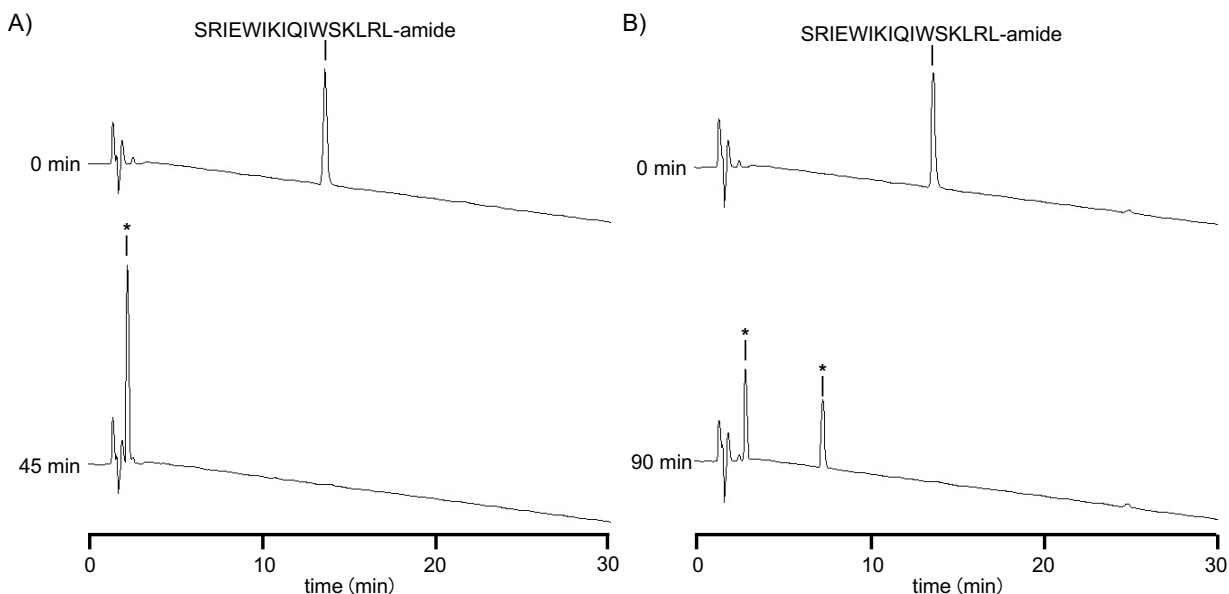 A)
SRIEWIKIQIWSKLRL-amide
0 min
*
45 min
0 10 20 30
time (min)
B)
SRIEWIKIQIWSKLRL-amide
0 min
*
*
90 min
0 10 20 30
time (min)